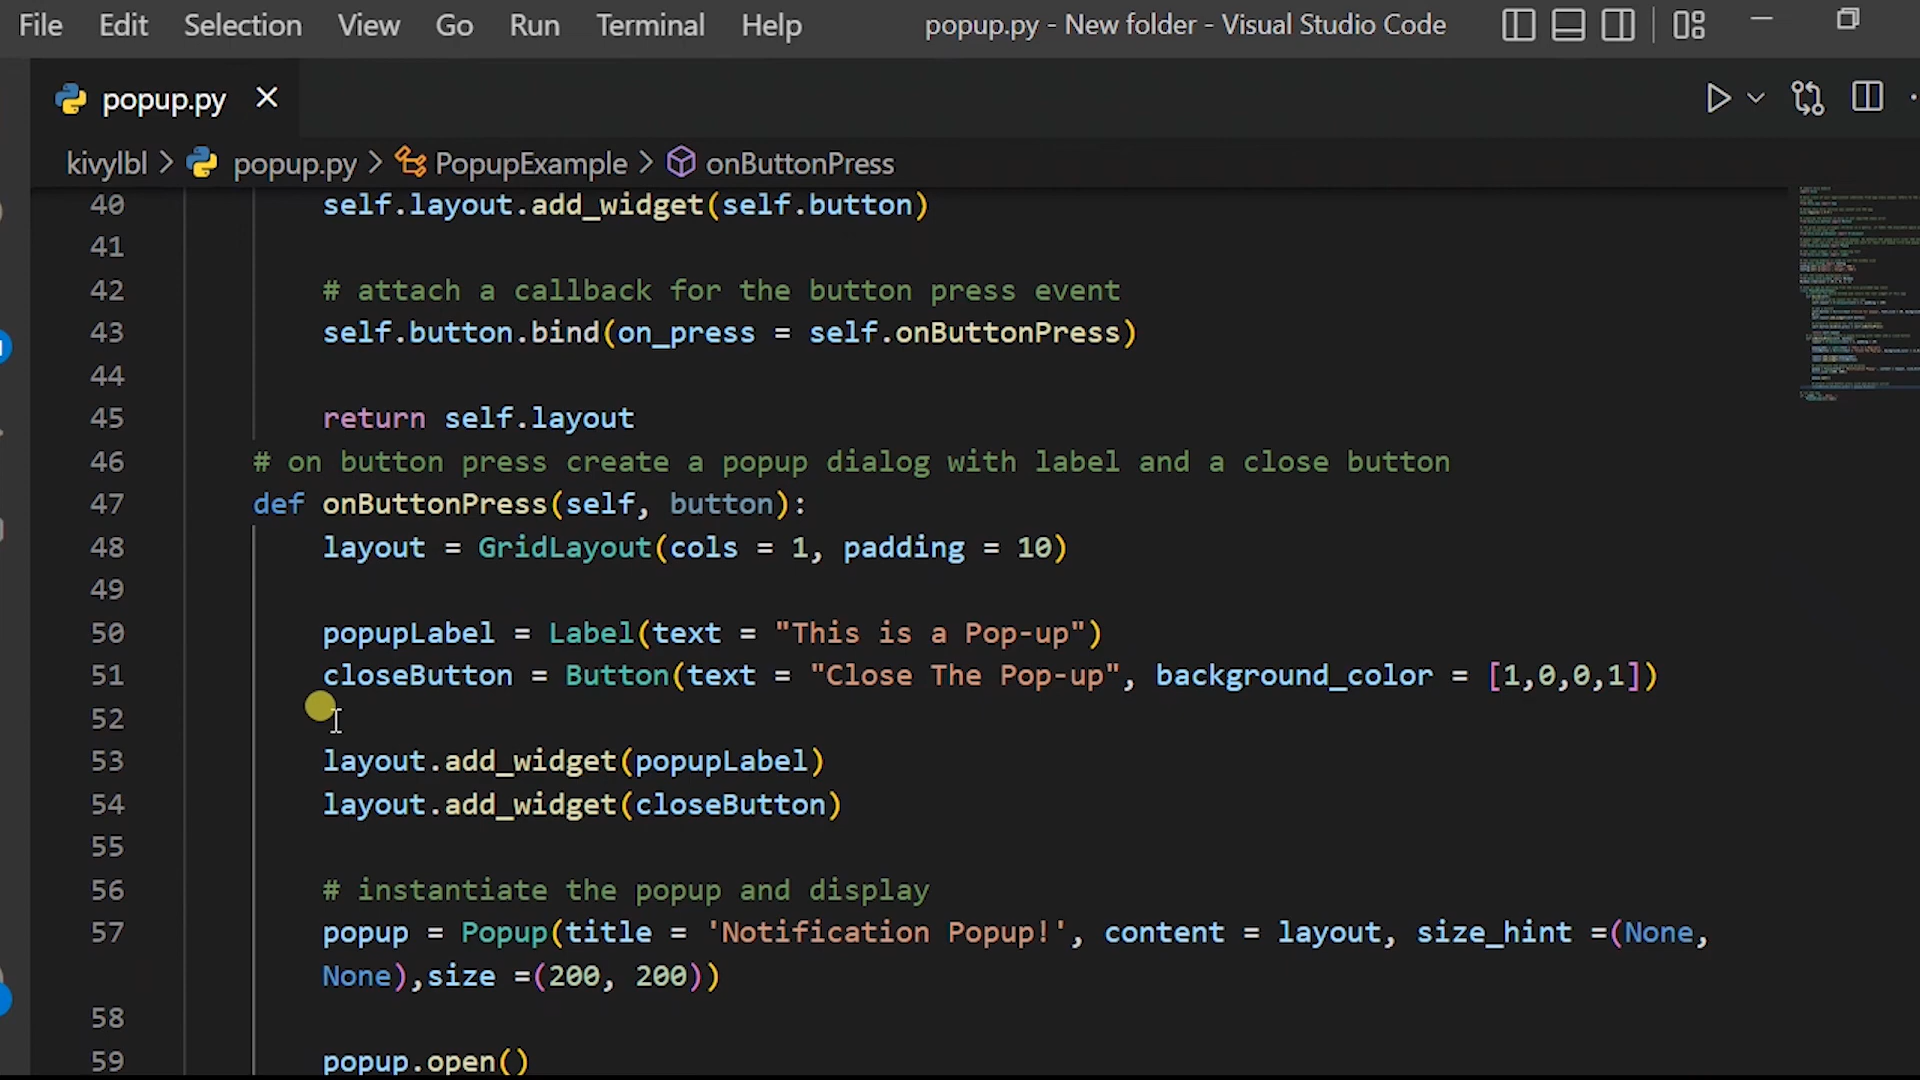 File Edit Selection View Go Run Terminal Help popup.py - New folder - Visual Studio Code
popup.py
kivylbl > popup.py > PopupExample > onButtonPress
40 self.layout.add_widget(self.button)
41
42 # attach a callback for the button press event
43 self.button.bind(on_press = self.onButtonPress)
44
45 return self.layout
46 # on button press create a popup dialog with label and a close button
47 def onButtonPress(self, button):
48 layout = GridLayout(cols = 1, padding = 10)
49
50 popupLabel = Label(text = "This is a Pop-up")
51 closeButton = Button(text = "Close The Pop-up", background_color = [1,0,0,1])
52
53 layout.add_widget(popupLabel)
54 layout.add_widget(closeButton)
55
56 # instantiate the popup and display
57 popup = Popup(title = 'Notification Popup!', content = layout, size_hint =(None,
None),size =(200, 200))
58
59 popup.open()